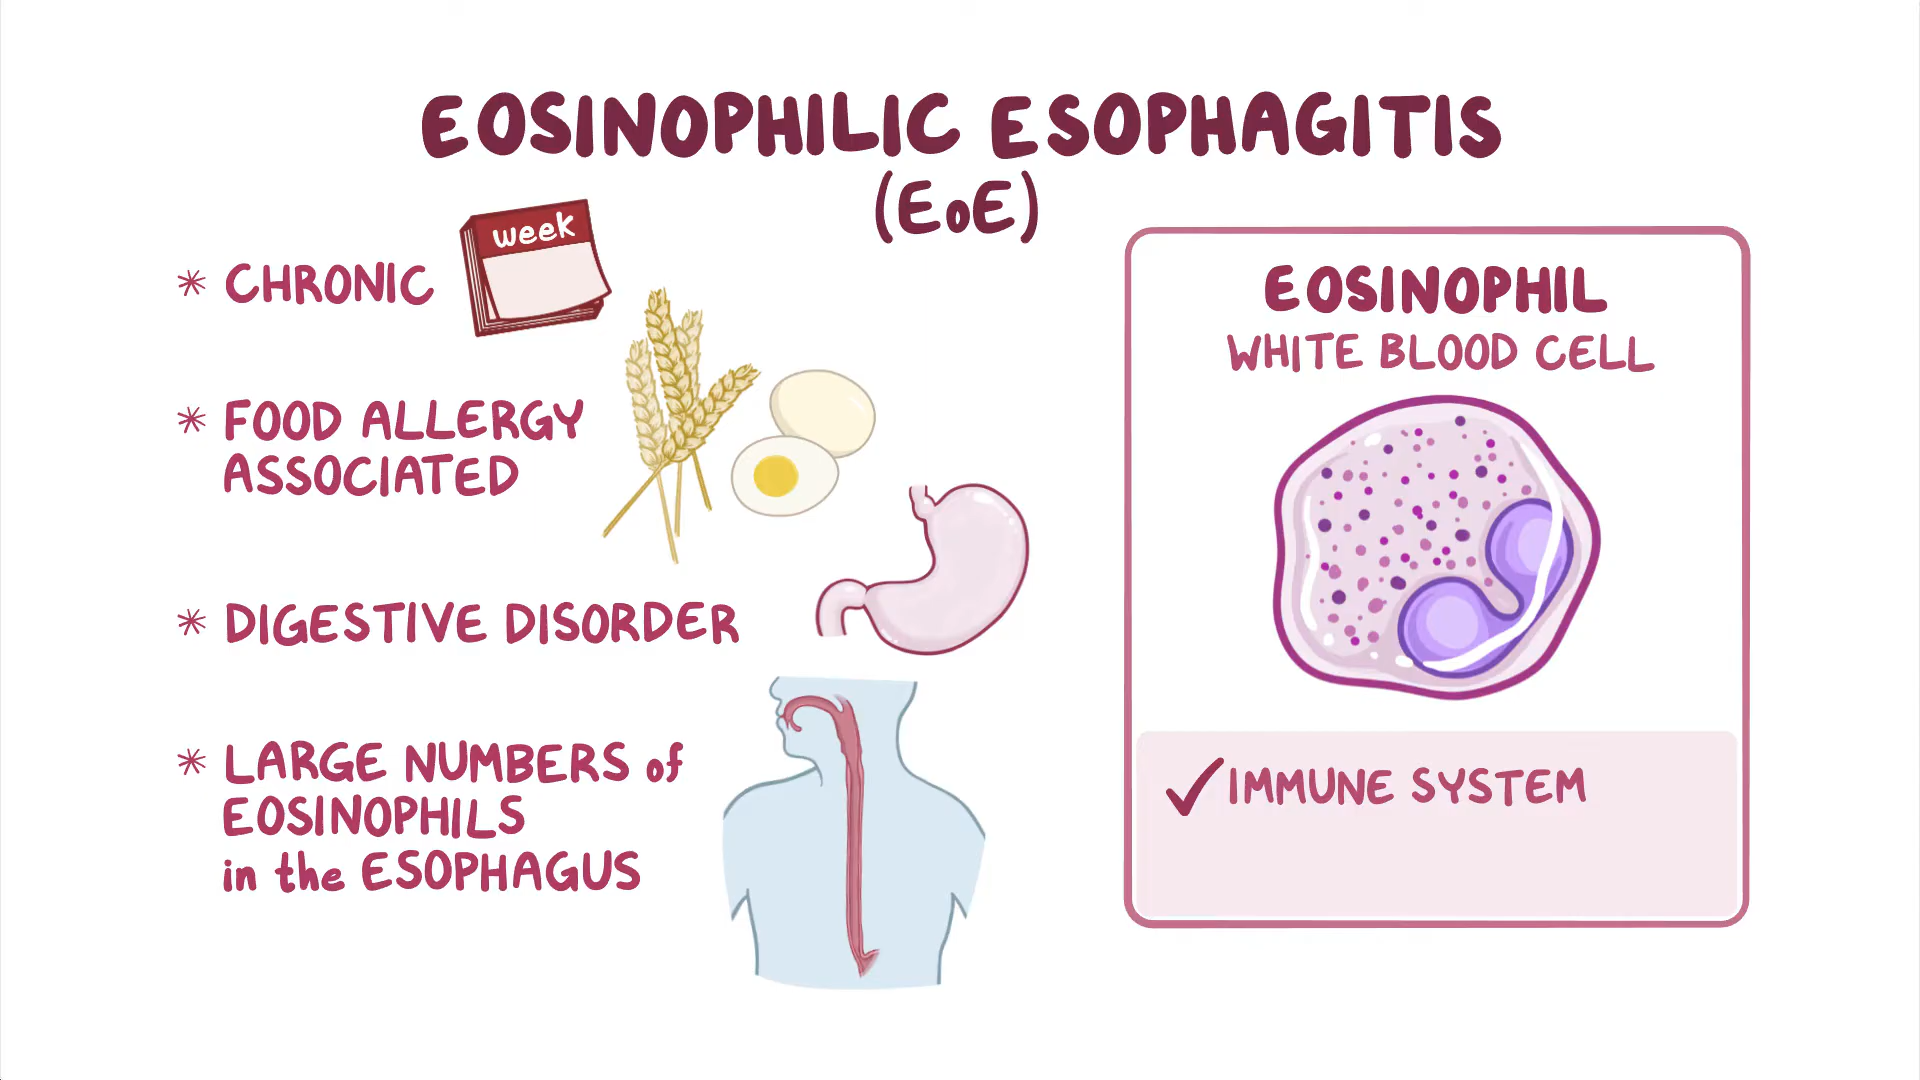 EOSINOPHILIC ESOPHAGITIS
(EoE)
* CHRONIC
week
* FOOD ALLERGY
ASSOCIATED
* DIGESTIVE DISORDER
* LARGE NUMBERS of
EOSINOPHILS
in the ESOPHAGUS
EOSINOPHIL
WHITE BLOOD CELL
✓ IMMUNE SYSTEM